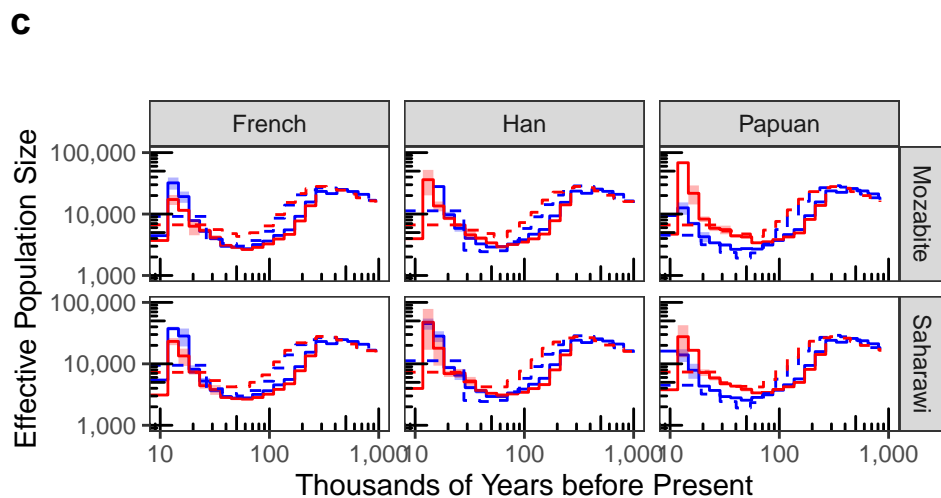 c
French Han Papuan
Effective Population Size
100,000
10,000
1,000
Mozabite
100,000
10,000
1,000
Saharawi
10 100 1,000 10 100 1,000 10 100 1,000
Thousands of Years before Present